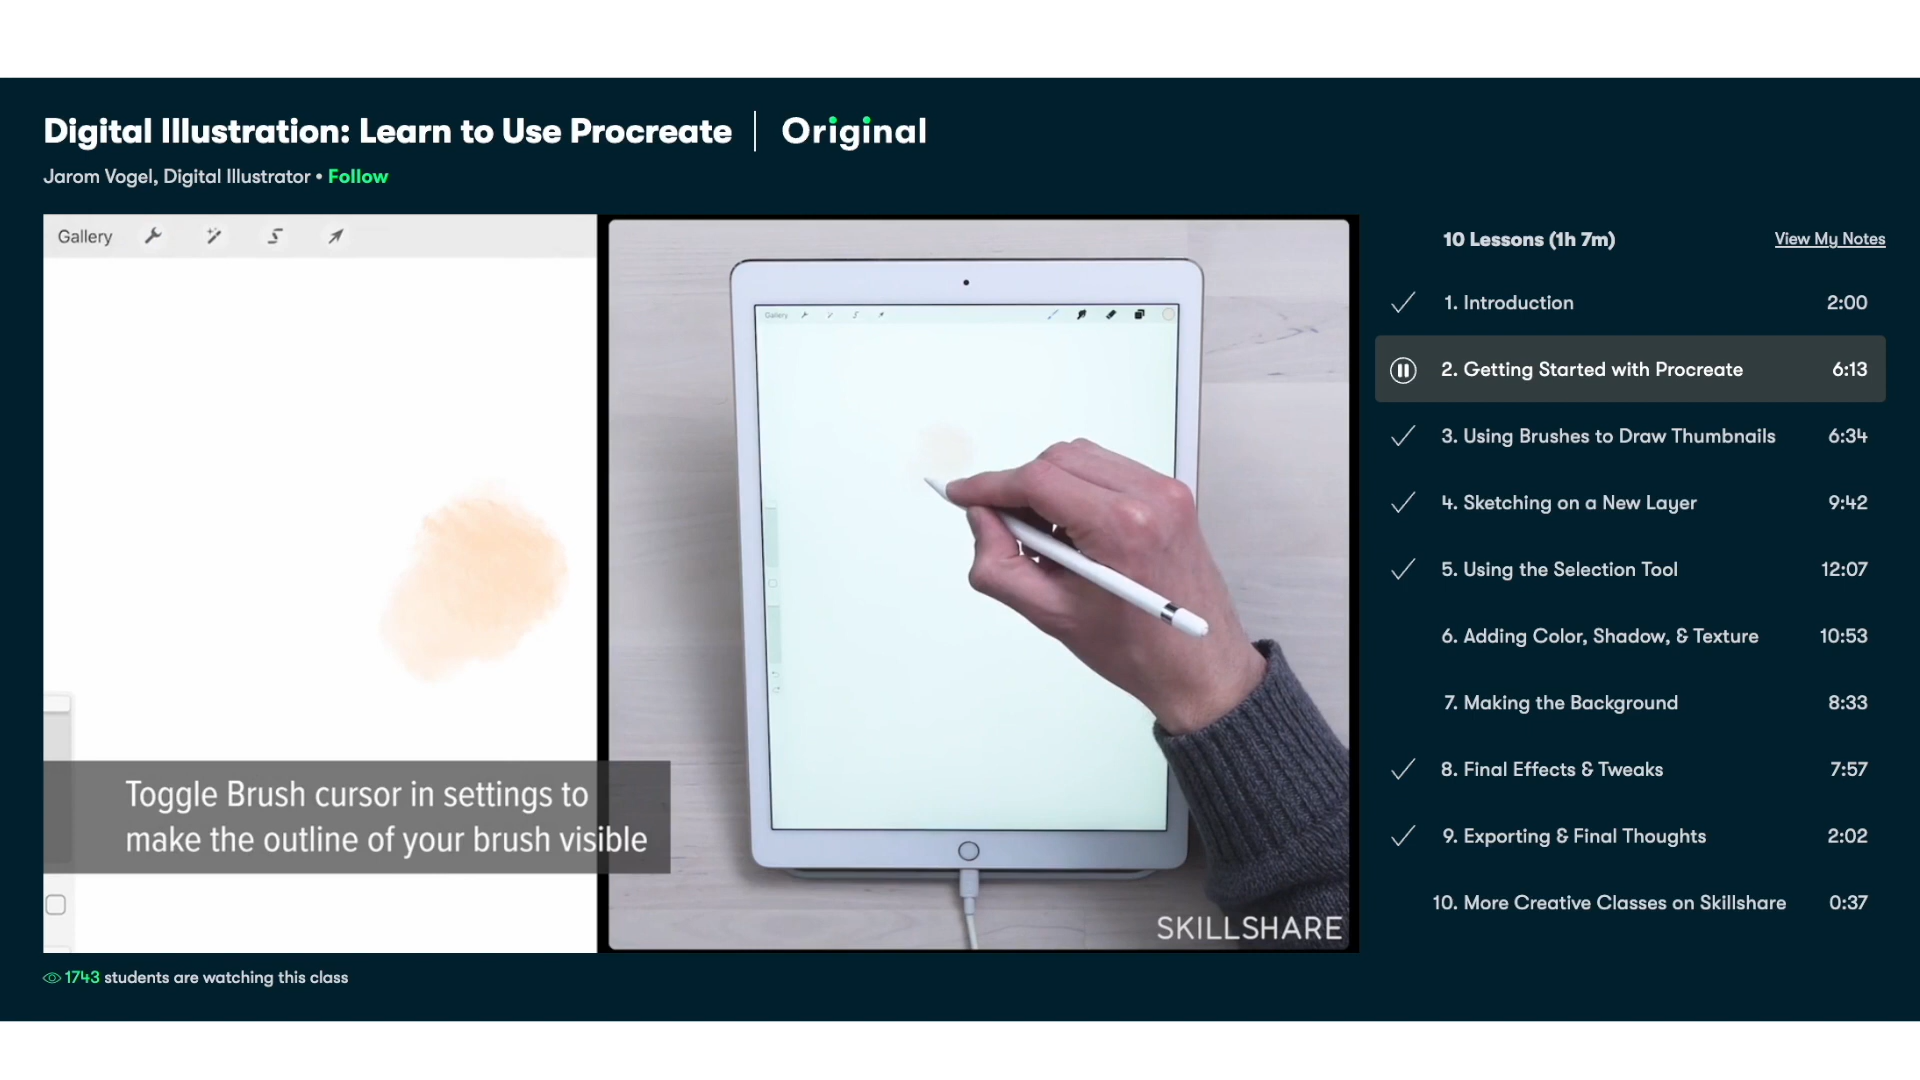 Digital Illustration: Learn to Use Procreate | Original
Jarom Vogel, Digital Illustrator • Follow
Gallery
Gallery
Toggle Brush cursor in settings to
make the outline of your brush visible
SKILLSHARE
1743 students are watching this class
10 Lessons (1h 7m) View My Notes
1. Introduction 2:00
2. Getting Started with Procreate 6:13
3. Using Brushes to Draw Thumbnails 6:34
4. Sketching on a New Layer 9:42
5. Using the Selection Tool 12:07
6. Adding Color, Shadow, & Texture 10:53
7. Making the Background 8:33
8. Final Effects & Tweaks 7:57
9. Exporting & Final Thoughts 2:02
10. More Creative Classes on Skillshare 0:37